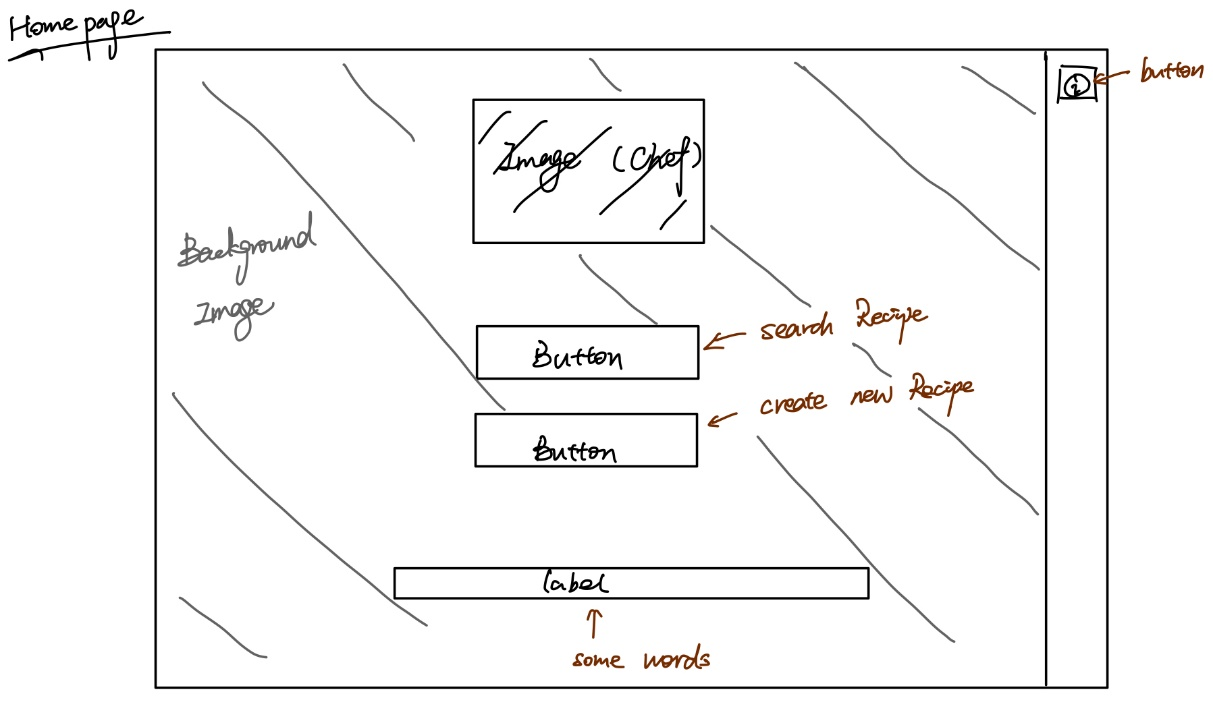 Home page
button
i
Image (Chef)
Background
Image
search Recipe
Button
create new Recipe
Button
label
some words